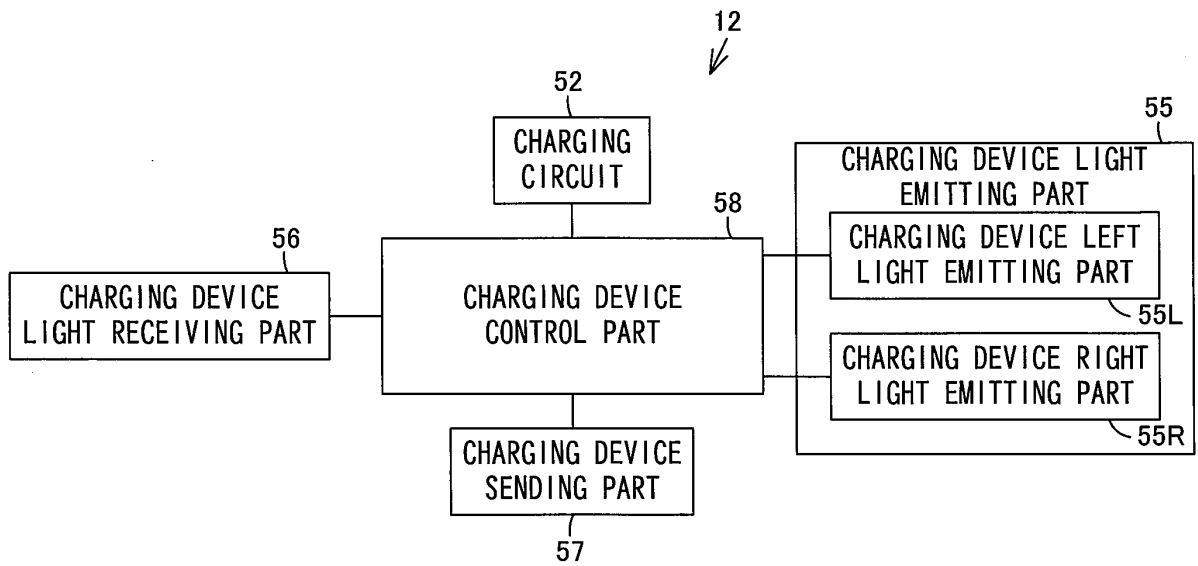 12
52
CHARGING
CIRCUIT
55
CHARGING DEVICE LIGHT
EMITTING PART
58
CHARGING DEVICE LEFT
LIGHT EMITTING PART
55L
56
CHARGING DEVICE
LIGHT RECEIVING PART
CHARGING DEVICE
CONTROL PART
CHARGING DEVICE RIGHT
LIGHT EMITTING PART
55R
CHARGING DEVICE
SENDING PART
57